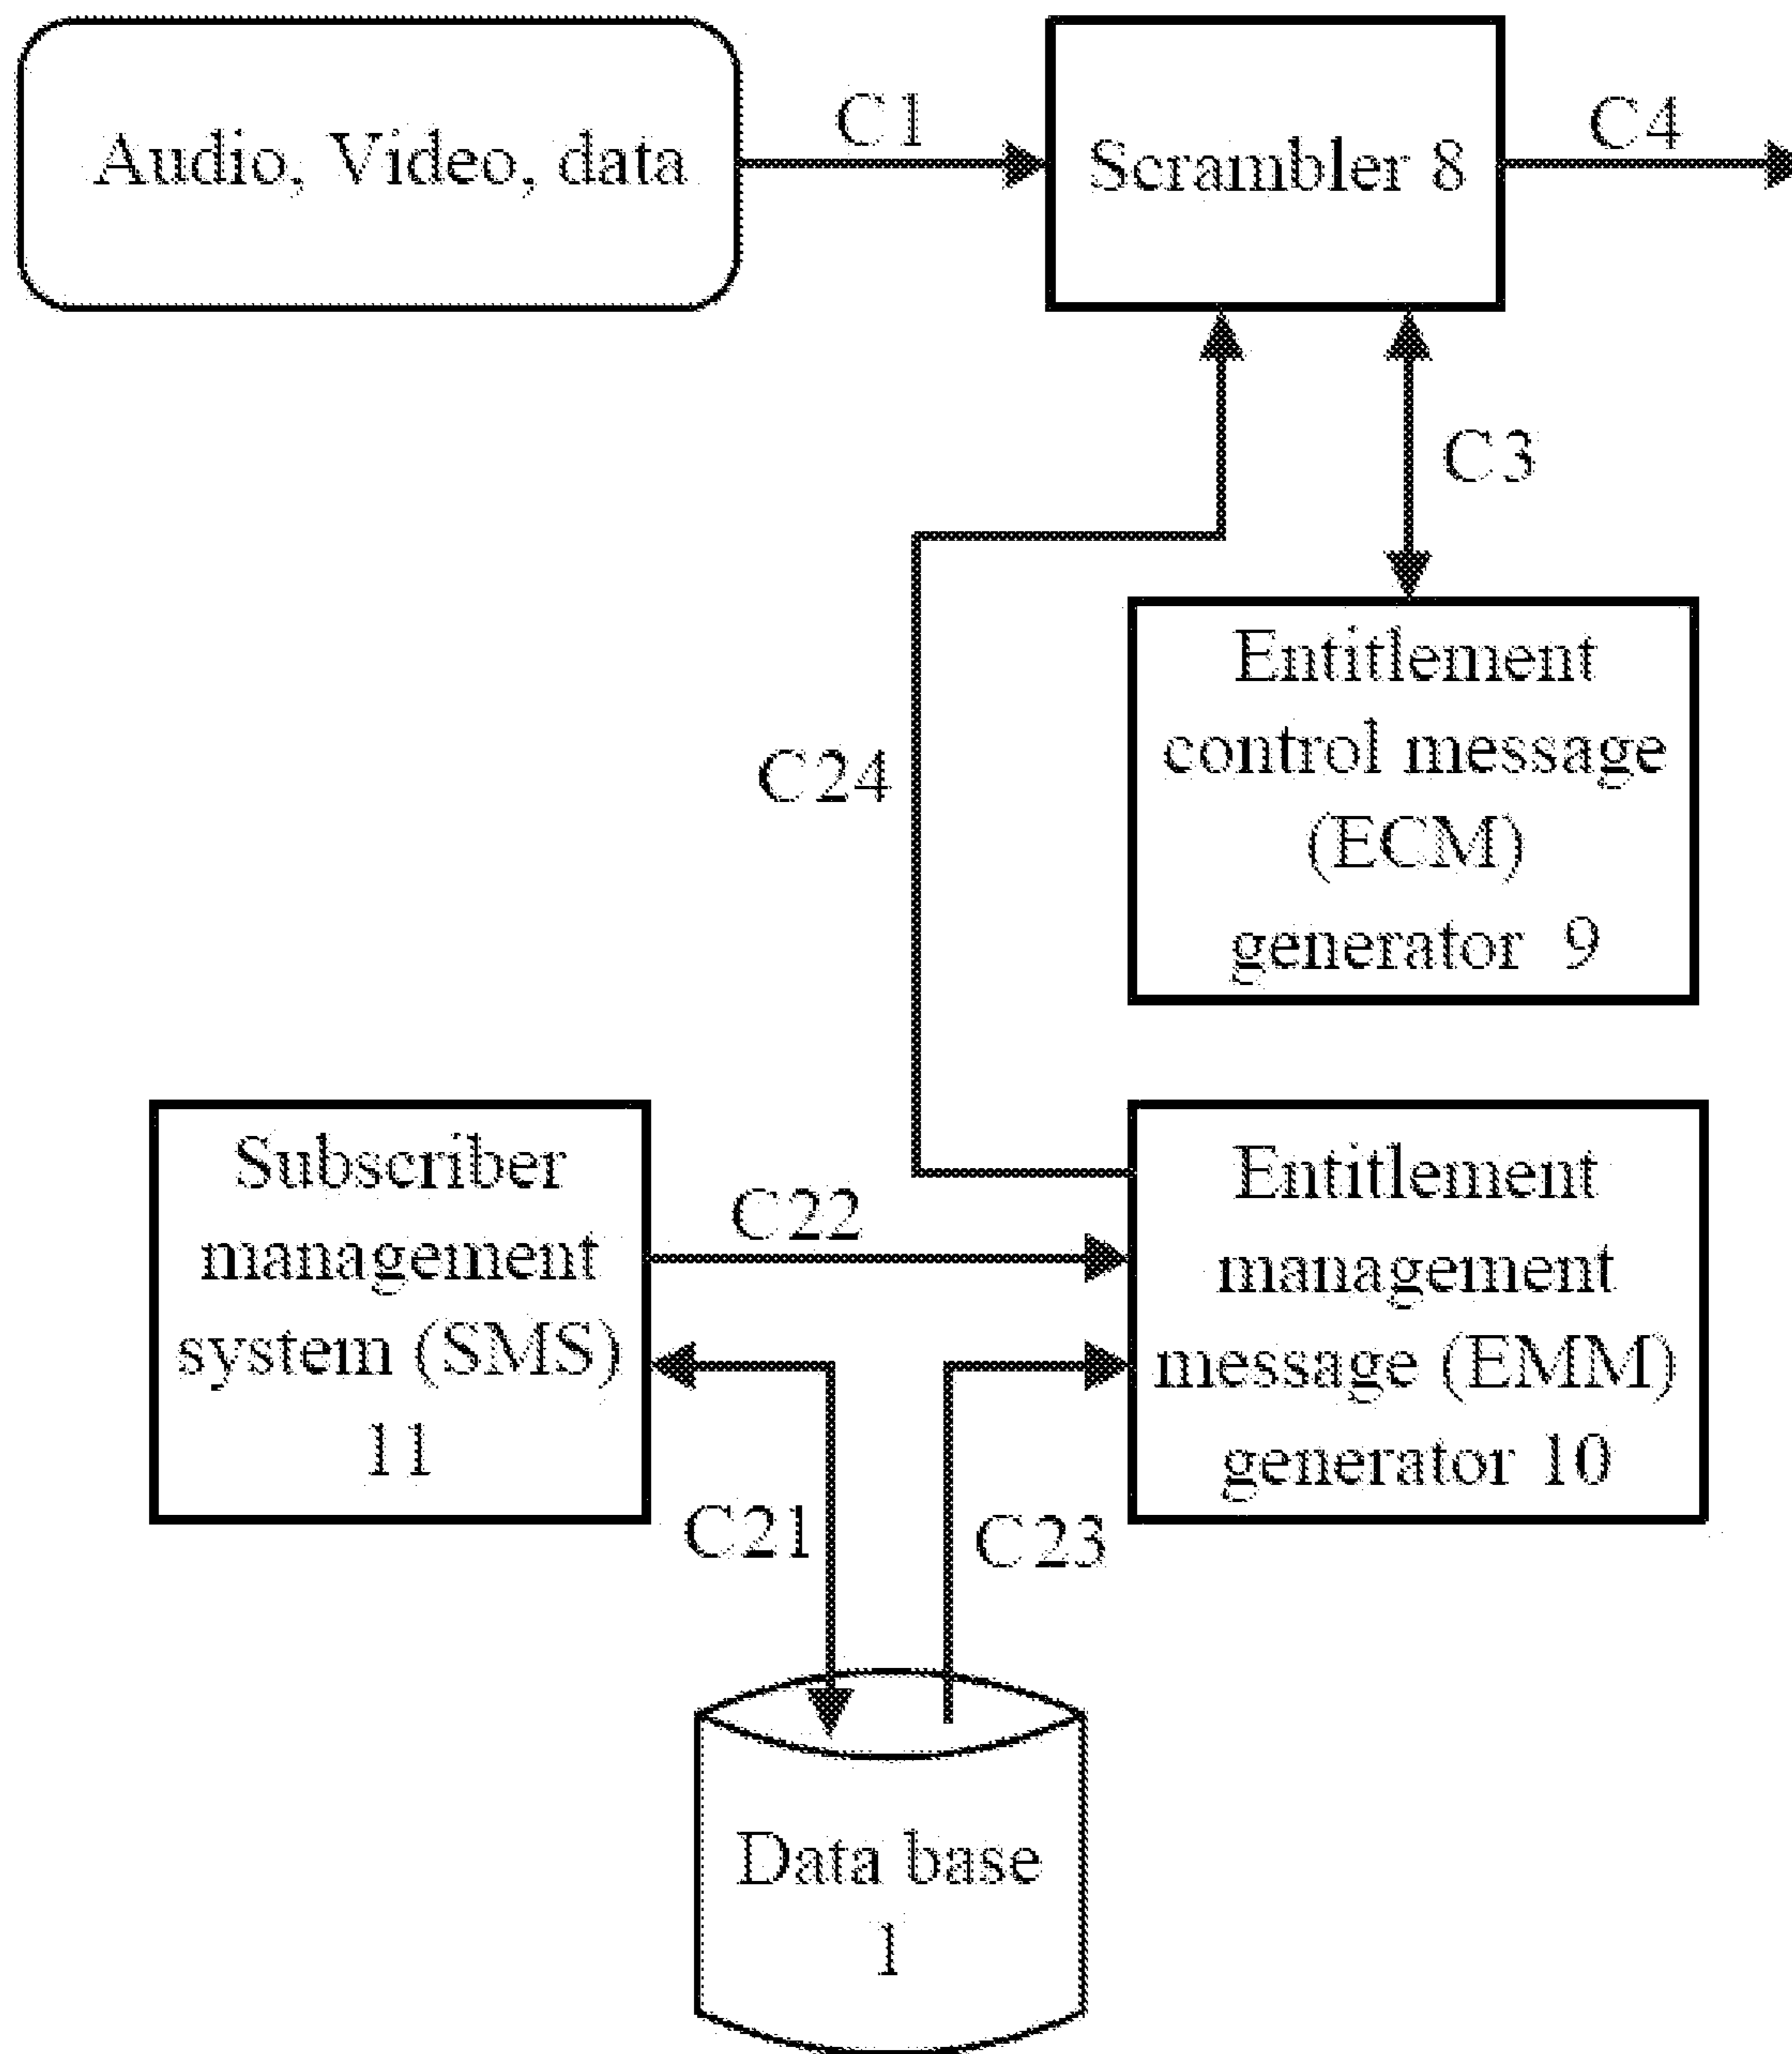 Audio, Video, data
C1
Scrambler 8
C4
C3
Entitlement
control message
(ECM)
generator 9
C24
Subscriber
management
system (SMS)
11
C22
Entitlement
management
message (EMM)
generator 10
C21
C23
Data base
1